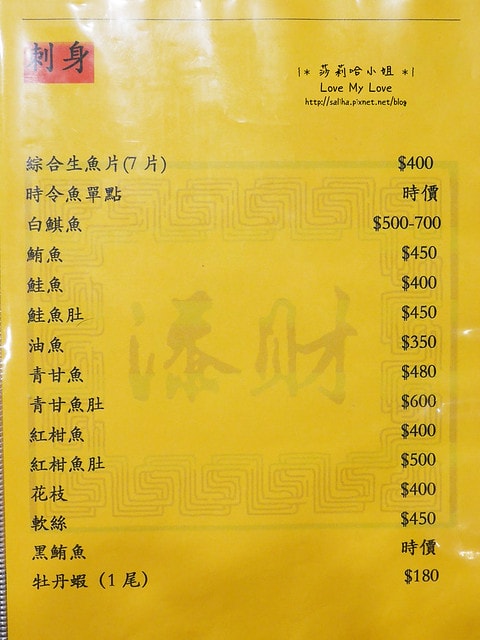 刺身
|* 莎莉哈小姐 *|
Love My Love
http://saliha.pixnet.net/blog
綜合生魚片(7 片) $400
時令魚單點 時價
白鯕魚 $500-700
鮪魚 $450
鮭魚 $400
鮭魚肚 $450
油魚 $350
添財
青甘魚 $480
青甘魚肚 $600
紅柑魚 $400
紅柑魚肚 $500
花枝 $400
軟絲 $450
黑鮪魚 時價
牡丹蝦 (1 尾) $180